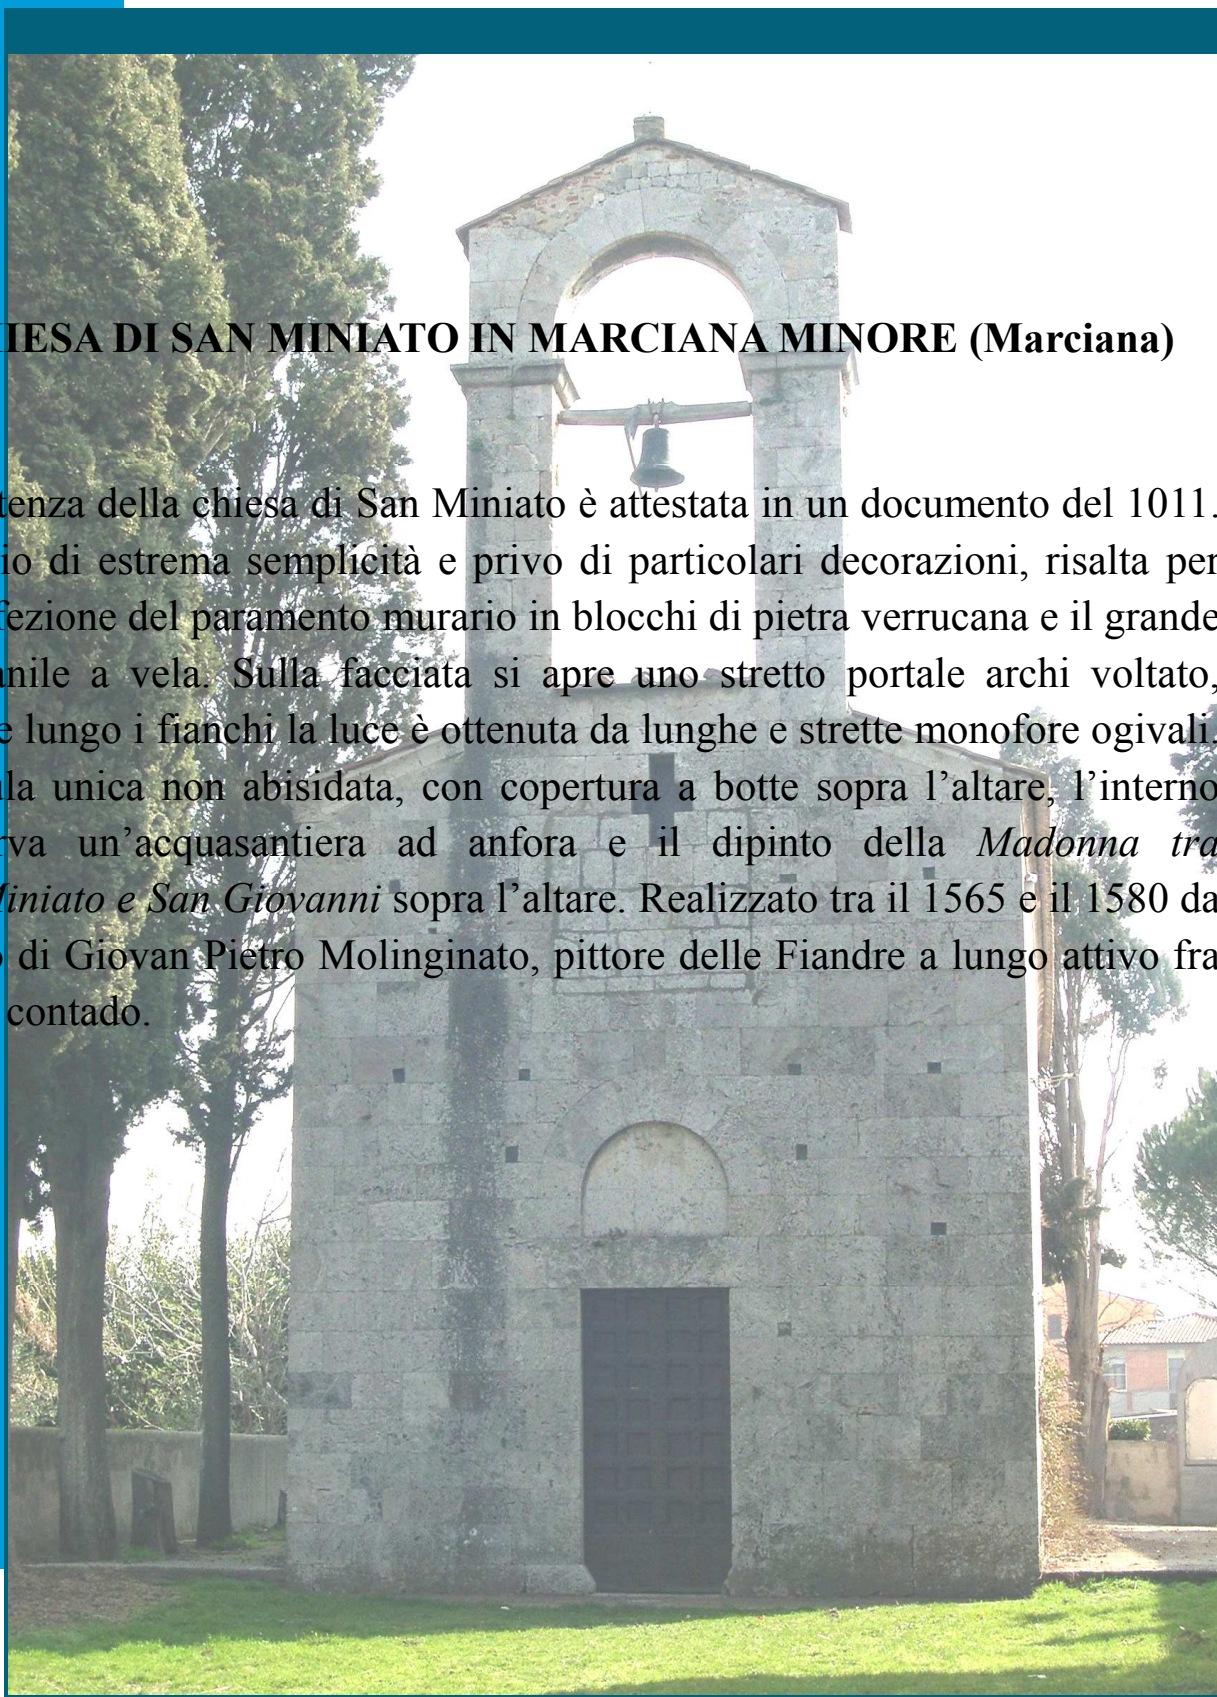 IESA DI SAN MINIATO IN MARCIANA MINORE (Marciana)
tenza della chiesa di San Miniato è attestata in un documento del 1011.
io di estrema semplicità e privo di particolari decorazioni, risalta per
fezione del paramento murario in blocchi di pietra verrucana e il grande
anile a vela. Sulla facciata si apre uno stretto portale archi voltato,
e lungo i fianchi la luce è ottenuta da lunghe e strette monofore ogivali.
ula unica non abisidata, con copertura a botte sopra l’altare, l’interno
rva un’acquasantiera ad anfora e il dipinto della Madonna tra
Miniato e San Giovanni sopra l’altare. Realizzato tra il 1565 e il 1580 da
o di Giovan Pietro Molinginato, pittore delle Fiandre a lungo attivo fra
contado.